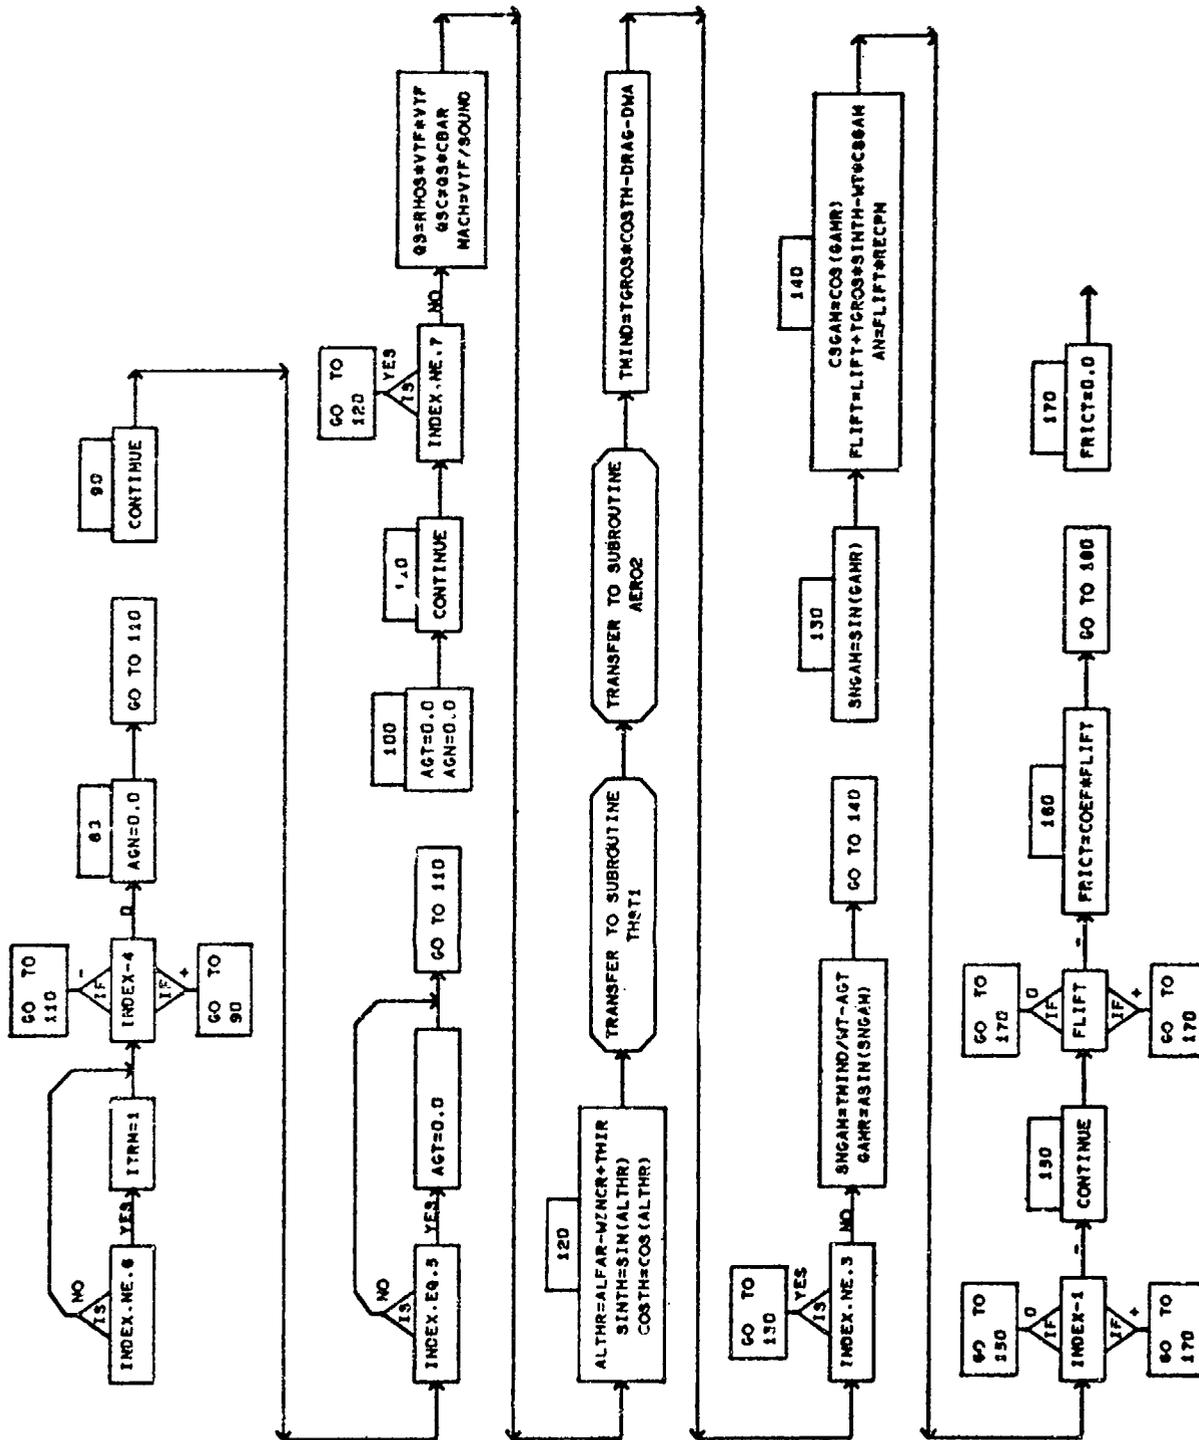 INDEX.NE.6
IS
NO
YES
ITRM=1
GO TO
110
IF -
INDEX-4
IF +
GO TO
90
0
AGN=0.0
GO TO 110
90
CONTINUE
INDEX.EQ.5
IS
NO
YES
AGT=0.0
GO TO 110
100
AGT=0.0
AGN=0.0
CONTINUE
GO TO
120
IS YES
INDEX.NE.7
NO
QS=RHOS*VTF*VTF
QSC=QS*CBAR
MACH=VTF/SOUND
120
ALTHR=ALFAR-WINCR+THIR
SINTH=SIN(ALTHR)
COSTH=COS(ALTHR)
TRANSFER TO SUBROUTINE
THST1
TRANSFER TO SUBROUTINE
AERO2
TMIND=TGROS*COSTH-DRAG-DWA
GO TO
130
IS YES
INDEX.NE.3
NO
SNGAM=TMIND/WT-AGT
GAMR=ASIN(SNGAM)
GO TO 140
130
SNGAM=SIN(GAMR)
140
CSGAM=COS(GAMR)
FLIFT=LIFT+TGROS*SINTH-WT*CSGAM
AN=FLIFT*RECPN
GO TO
150
IF 0
INDEX-1
IF +
GO TO
170
-
150
CONTINUE
GO TO
170
IF 0
FLIFT
IF +
GO TO
170
-
160
FRICT=COEF*FLIFT
GO TO 180
170
FRICT=0.0